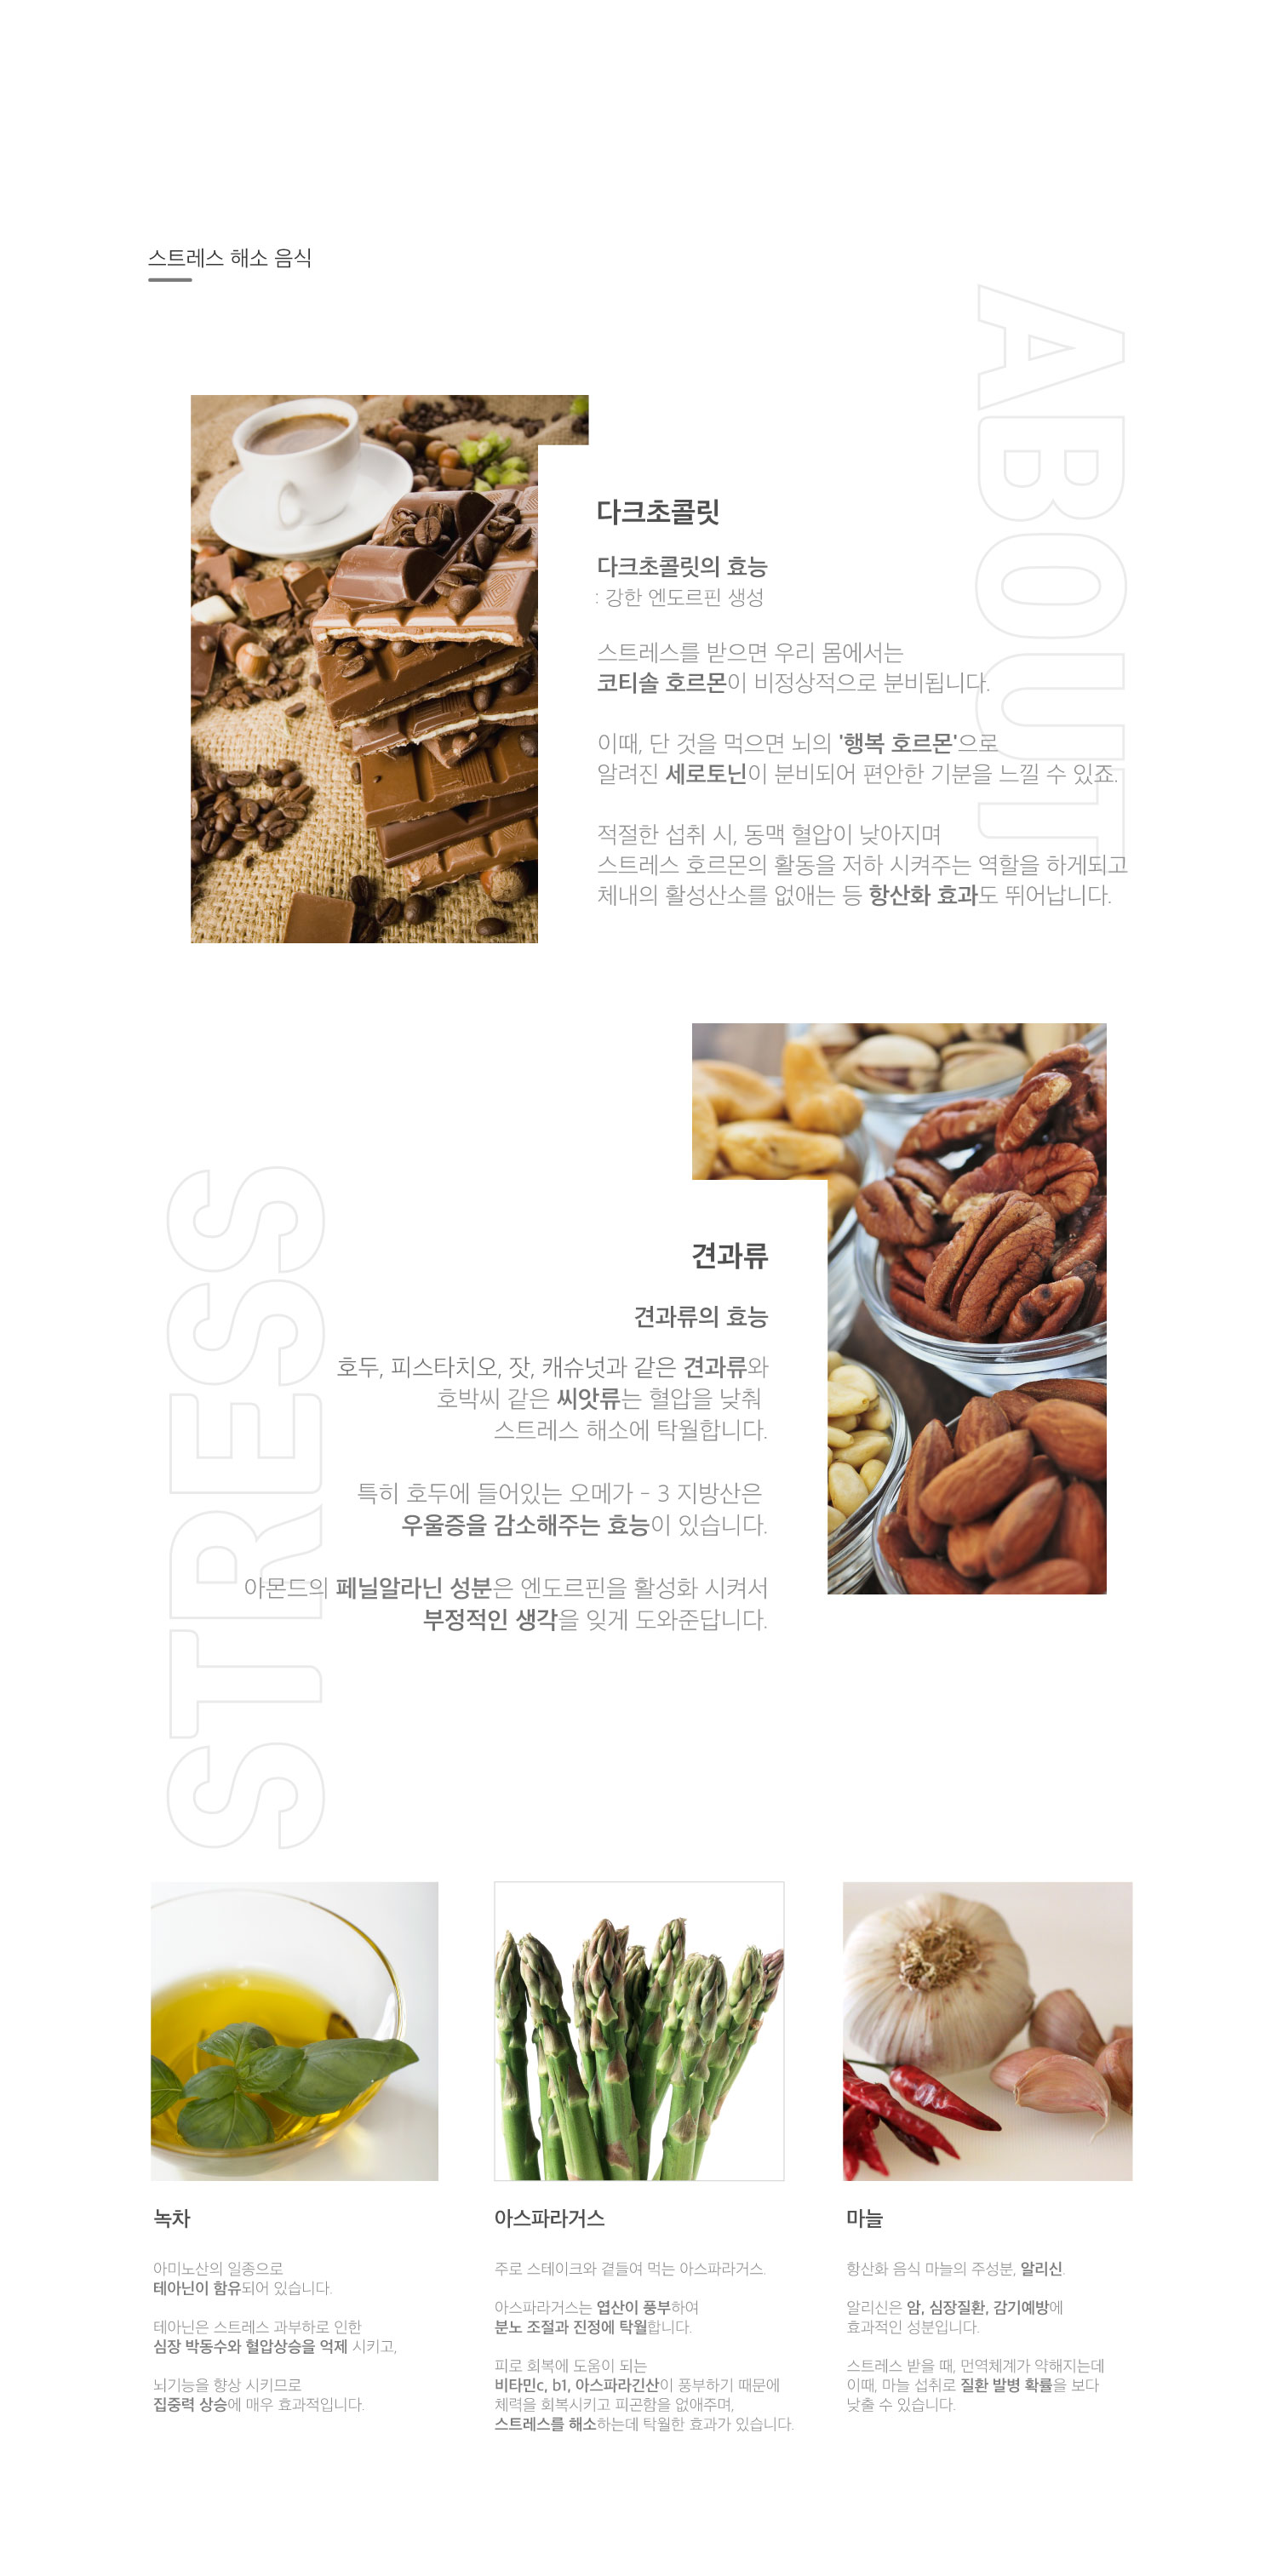 스트레스 해소 음식
ABOUT
다크초콜릿
다크초콜릿의 효능
: 강한 엔도르핀 생성
스트레스를 받으면 우리 몸에서는
코티솔 호르몬이 비정상적으로 분비됩니다.
이때, 단 것을 먹으면 뇌의 '행복 호르몬'으로
알려진 세로토닌이 분비되어 편안한 기분을 느낄 수 있죠.
적절한 섭취 시, 동맥 혈압이 낮아지며
스트레스 호르몬의 활동을 저하 시켜주는 역할을 하게되고
체내의 활성산소를 없애는 등 항산화 효과도 뛰어납니다.
STRESS
견과류
견과류의 효능
호두, 피스타치오, 잣, 캐슈넛과 같은 견과류와
호박씨 같은 씨앗류는 혈압을 낮춰
스트레스 해소에 탁월합니다.
특히 호두에 들어있는 오메가 - 3 지방산은
우울증을 감소해주는 효능이 있습니다.
아몬드의 페닐알라닌 성분은 엔도르핀을 활성화 시켜서
부정적인 생각을 잊게 도와준답니다.
녹차
아미노산의 일종으로
테아닌이 함유되어 있습니다.
테아닌은 스트레스 과부하로 인한
심장 박동수와 혈압상승을 억제 시키고,
뇌기능을 향상 시키므로
집중력 상승에 매우 효과적입니다.
아스파라거스
주로 스테이크와 곁들여 먹는 아스파라거스.
아스파라거스는 엽산이 풍부하여
분노 조절과 진정에 탁월합니다.
피로 회복에 도움이 되는
비타민c, b1, 아스파라긴산이 풍부하기 때문에
체력을 회복시키고 피곤함을 없애주며,
스트레스를 해소하는데 탁월한 효과가 있습니다.
마늘
항산화 음식 마늘의 주성분, 알리신.
알리신은 암, 심장질환, 감기예방에
효과적인 성분입니다.
스트레스 받을 때, 먼역체계가 약해지는데
이때, 마늘 섭취로 질환 발병 확률을 보다
낮출 수 있습니다.